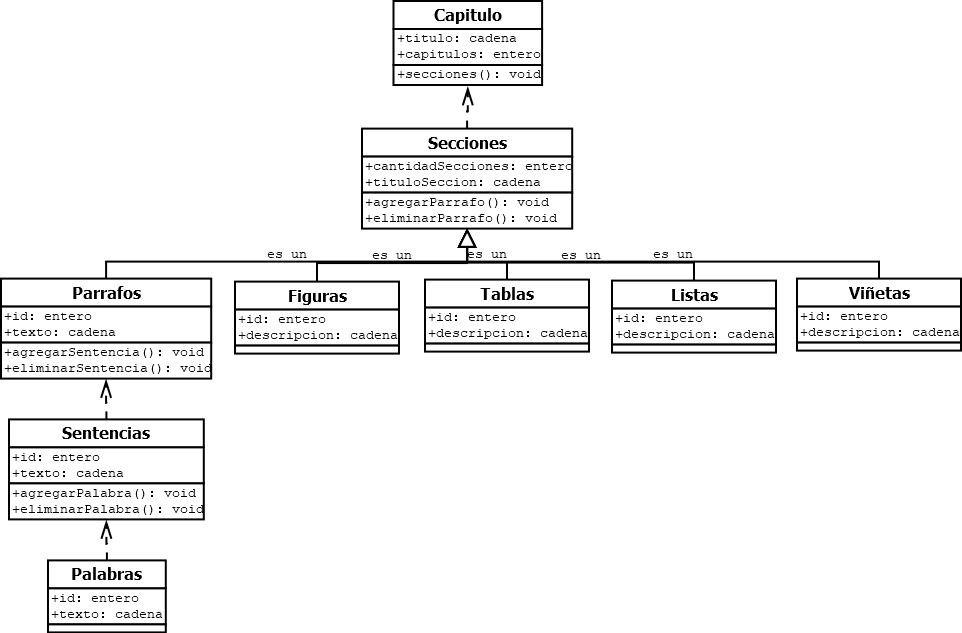 Capitulo
+titulo: cadena
+capitulos: entero
+secciones(): void
Secciones
+cantidadSecciones: entero
+tituloSeccion: cadena
+agregarParrafo(): void
+eliminarParrafo(): void
es un
es un
es un
es un
es un
Parrafos
+id: entero
+texto: cadena
+agregarSentencia(): void
+eliminarSentencia(): void
Figuras
+id: entero
+descripcion: cadena
Tablas
+id: entero
+descripcion: cadena
Listas
+id: entero
+descripcion: cadena
Viñetas
+id: entero
+descripcion: cadena
Sentencias
+id: entero
+texto: cadena
+agregarPalabra(): void
+eliminarPalabra(): void
Palabras
+id: entero
+texto: cadena